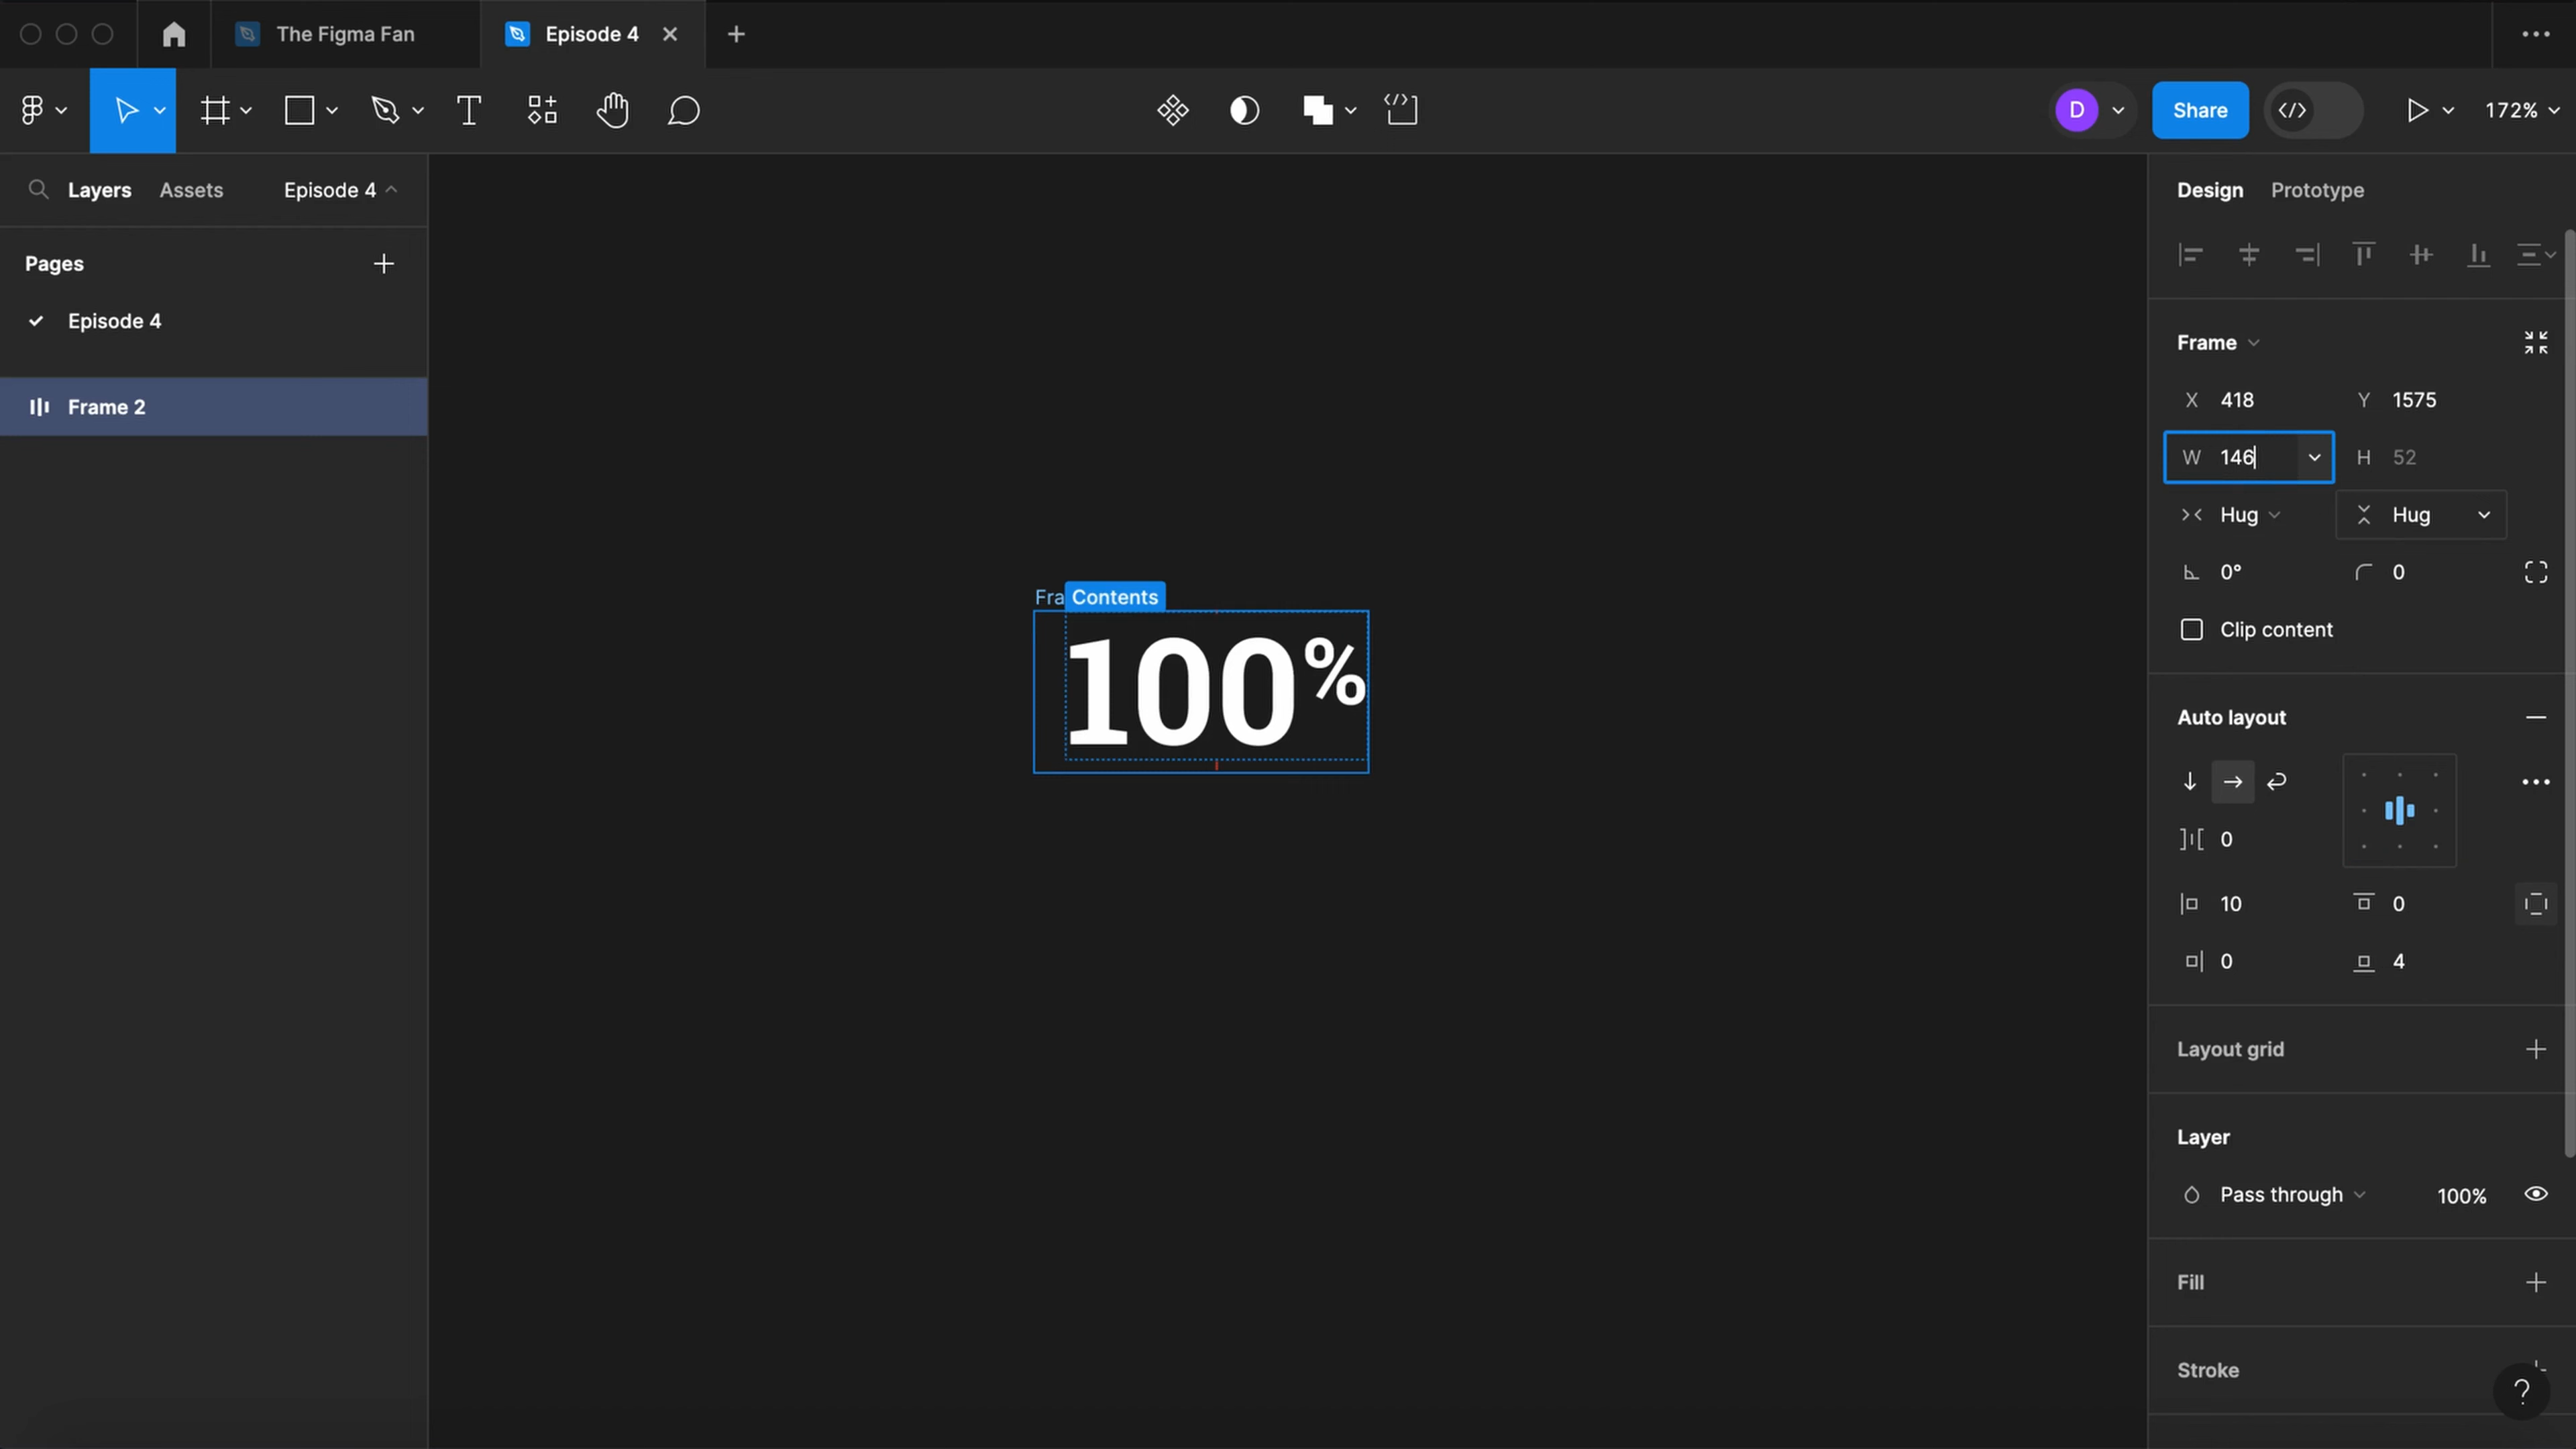 The Figma Fan
Episode 4
D
Share
172%
Layers
Assets
Episode 4
Pages
Episode 4
Frame 2
Fra
Contents
100%
Design
Prototype
Frame
X 418
Y 1575
W 146
H 52
Hug
Hug
0°
0
Clip content
Auto layout
0
10
0
0
4
Layout grid
Layer
Pass through
100%
Fill
Stroke
?